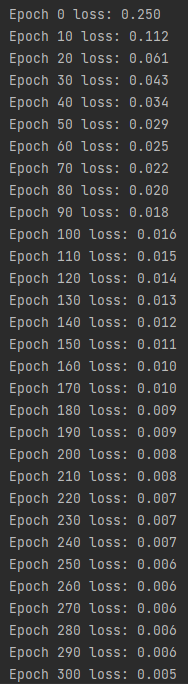 Epoch 0 loss: 0.250
Epoch 10 loss: 0.112
Epoch 20 loss: 0.061
Epoch 30 loss: 0.043
Epoch 40 loss: 0.034
Epoch 50 loss: 0.029
Epoch 60 loss: 0.025
Epoch 70 loss: 0.022
Epoch 80 loss: 0.020
Epoch 90 loss: 0.018
Epoch 100 loss: 0.016
Epoch 110 loss: 0.015
Epoch 120 loss: 0.014
Epoch 130 loss: 0.013
Epoch 140 loss: 0.012
Epoch 150 loss: 0.011
Epoch 160 loss: 0.010
Epoch 170 loss: 0.010
Epoch 180 loss: 0.009
Epoch 190 loss: 0.009
Epoch 200 loss: 0.008
Epoch 210 loss: 0.008
Epoch 220 loss: 0.007
Epoch 230 loss: 0.007
Epoch 240 loss: 0.007
Epoch 250 loss: 0.006
Epoch 260 loss: 0.006
Epoch 270 loss: 0.006
Epoch 280 loss: 0.006
Epoch 290 loss: 0.006
Epoch 300 loss: 0.005